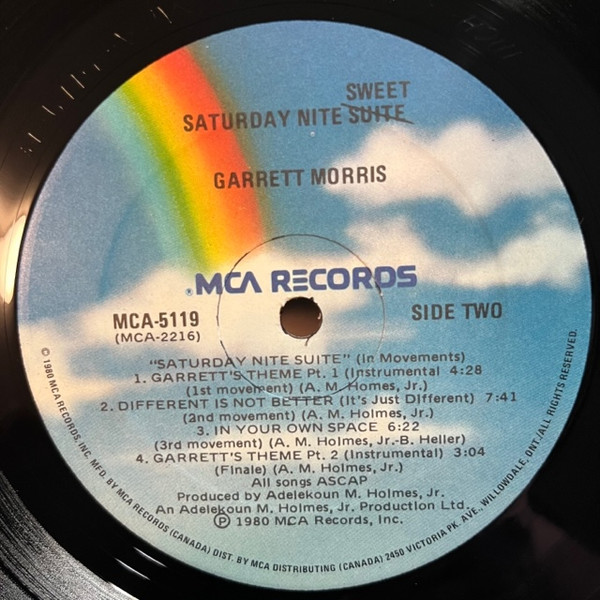 SWEET
SATURDAY NITE SUITE
GARRETT MORRIS
®MCA RECORDS
MCA-5119
(MCA-2216)
SIDE TWO
"SATURDAY NITE SUITE" (In Movements)
1. GARRETT'S THEME Pt. 1 (Instrumental 4:28
(1st movement) (A. M. Homes, Jr.)
2. DIFFERENT IS NOT BETTER (It's Just DIfferent) 7:41
(2nd movement) (A. M. Holmes, Jr.)
3. IN YOUR OWN SPACE 6:22
(3rd movement) (A. M. Holmes, Jr.-B. Heller)
4. GARRETT'S THEME Pt. 2 (Instrumental) 3:04
(Finale) (A. M. Holmes, Jr.)
All songs ASCAP
Produced by Adelekoun M. Holmes, Jr.
An Adelekoun M. Holmes, Jr. Production Ltd.
℗ 1980 MCA Records, Inc.
© 1980 MCA RECORDS, INC. MFD. BY MCA RECORDS (CANADA) DIST. BY MCA DISTRIBUTING (CANADA) 2450 VICTORIA PK. AVE., WILLOWDALE, ONT./ALL RIGHTS RESERVED.